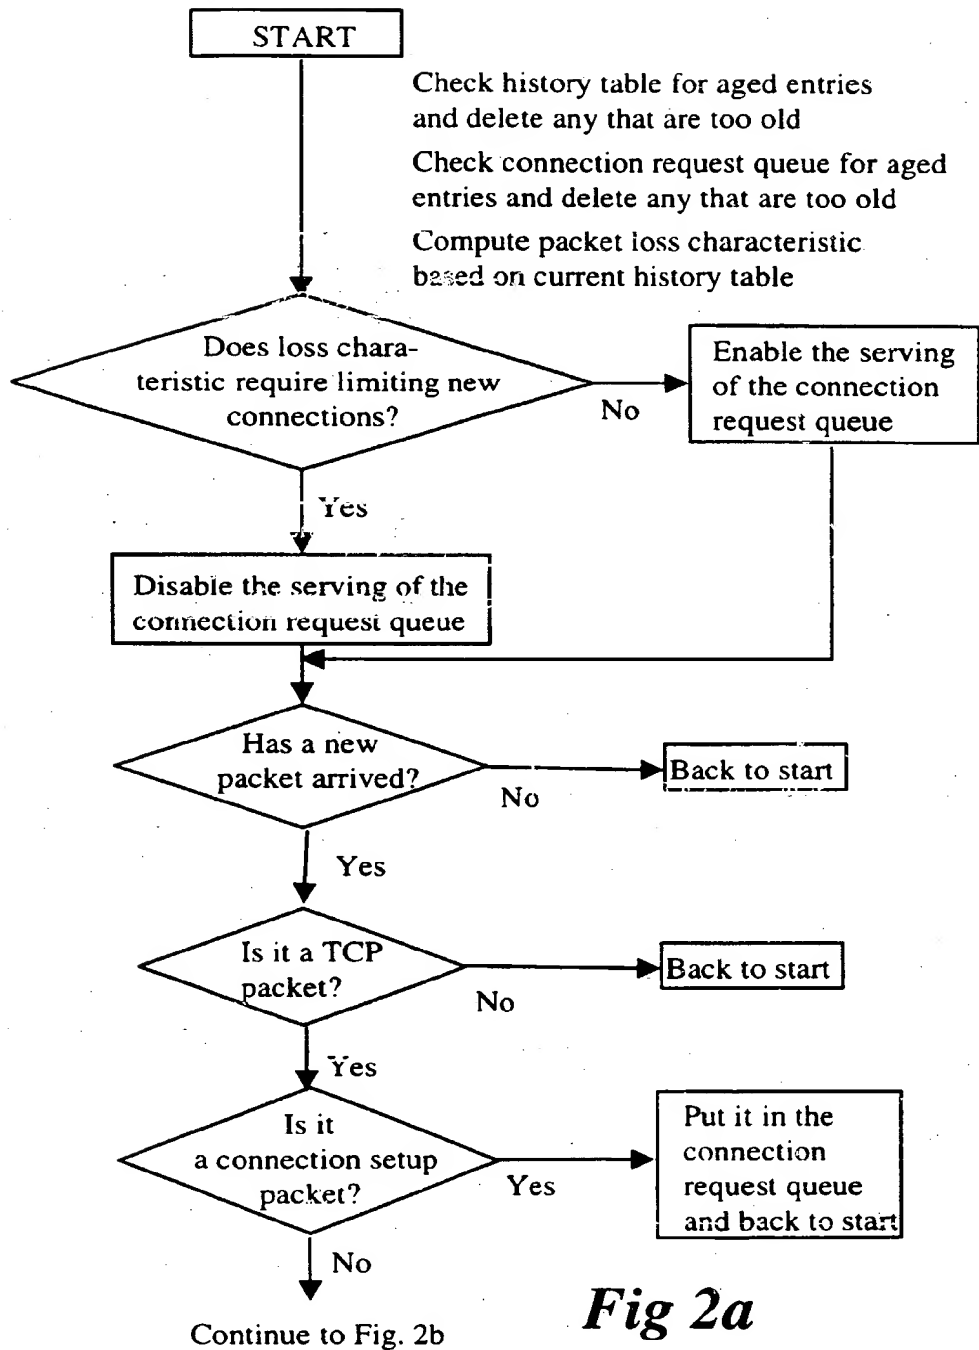 START
Check history table for aged entries
and delete any that are too old
Check connection request queue for aged
entries and delete any that are too old
Compute packet loss characteristic
based on current history table
Does loss chara-
teristic require limiting new
connections?
No
Enable the serving
of the connection
request queue
Yes
Disable the serving of the
connection request queue
Has a new
packet arrived?
No
Back to start
Yes
Is it a TCP
packet?
No
Back to start
Yes
Is it
a connection setup
packet?
Yes
Put it in the
connection
request queue
and back to start
No
Continue to Fig. 2b
Fig 2a